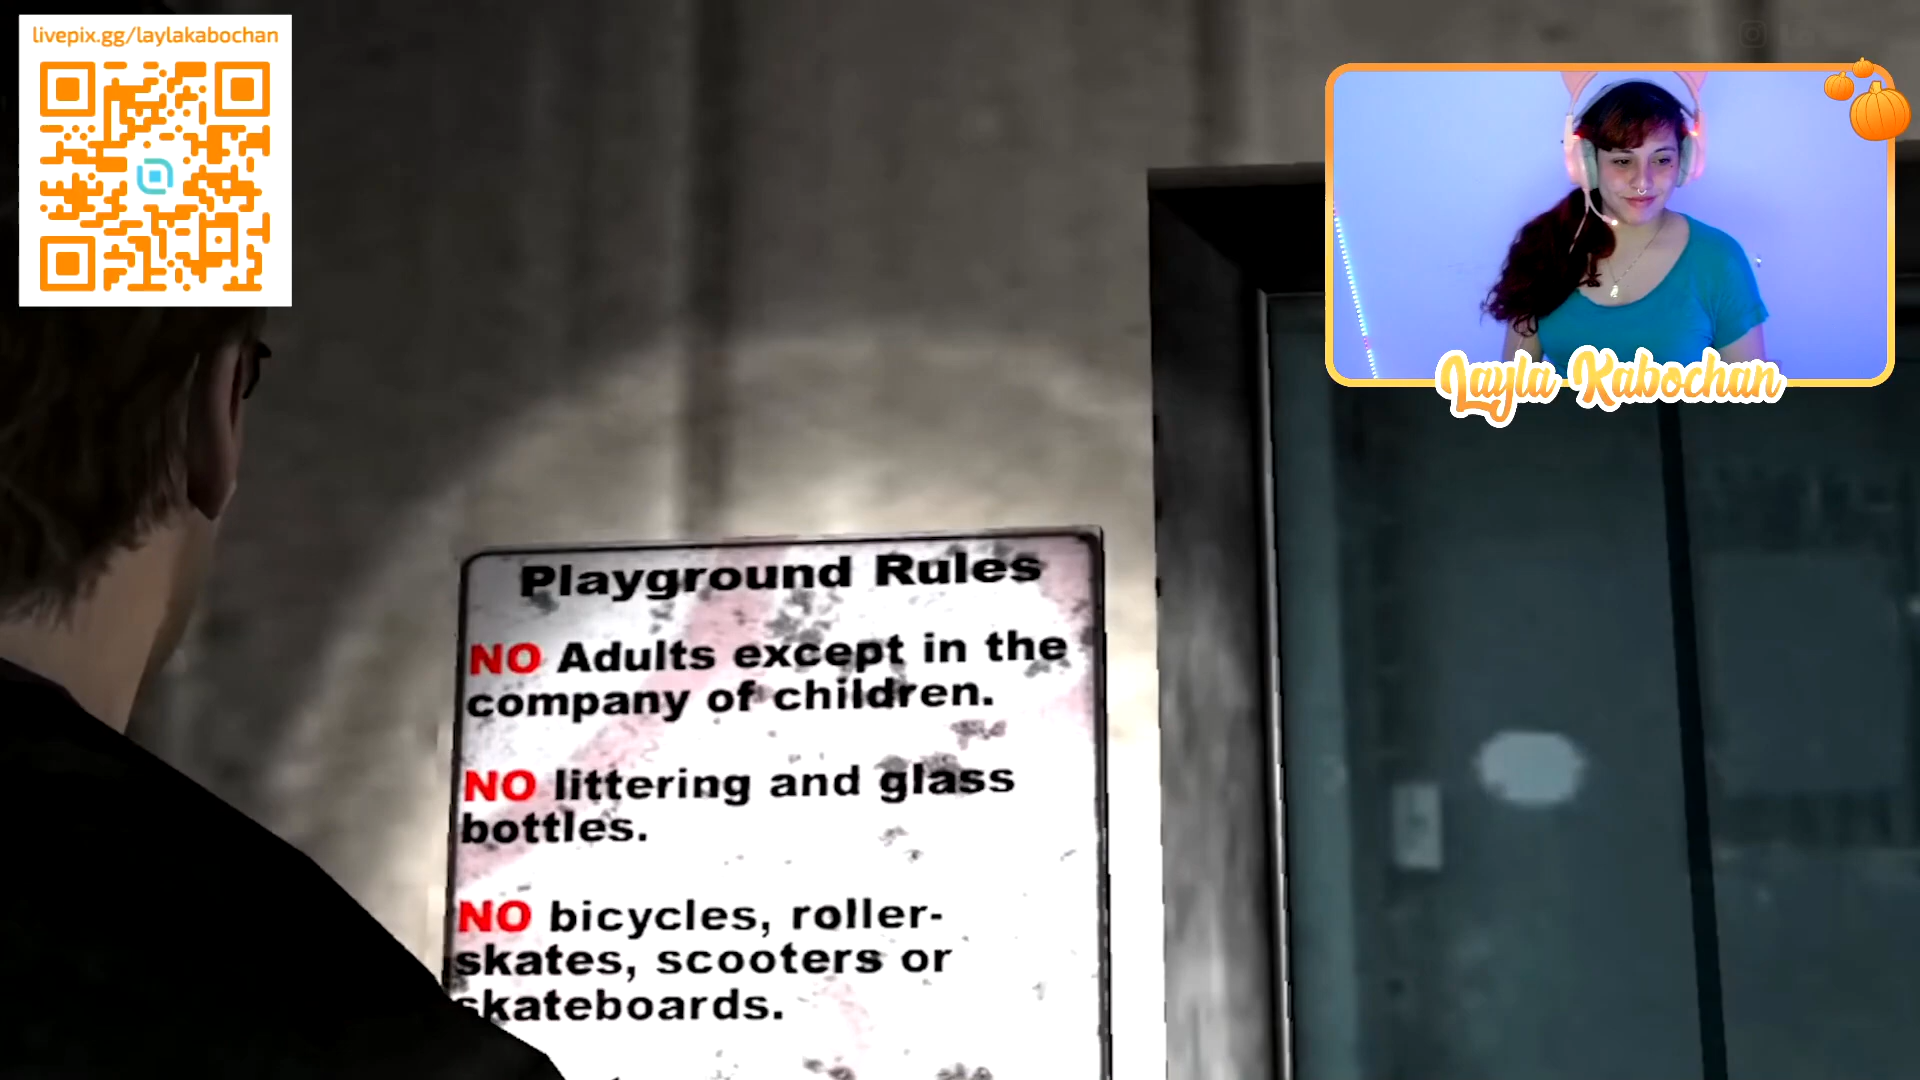 livepix.gg/laylakabochan
Layla Kabochan
Playground Rules
NO Adults except in the
company of children.
NO littering and glass
bottles.
NO bicycles, roller-
skates, scooters or
skateboards.